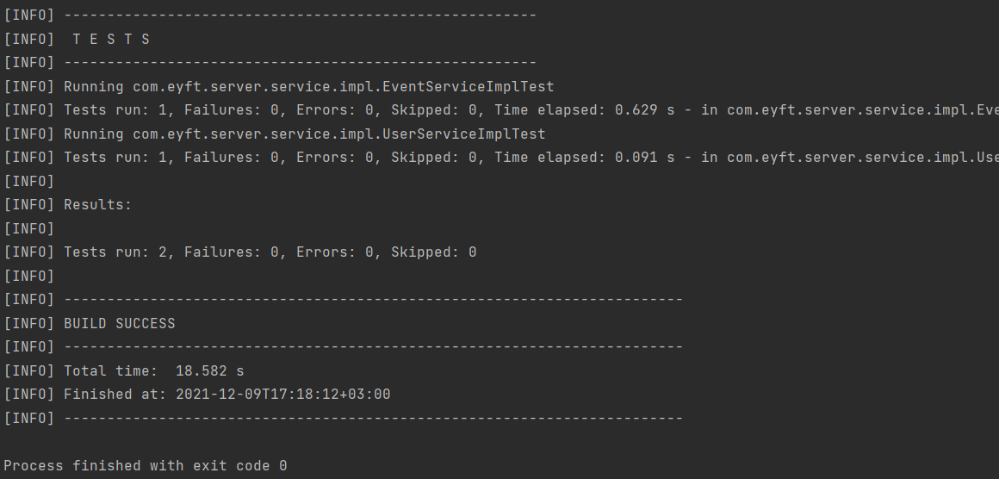 [INFO] -------------------------------------------------------
[INFO]  T E S T S
[INFO] -------------------------------------------------------
[INFO] Running com.eyft.server.service.impl.EventServiceImplTest
[INFO] Tests run: 1, Failures: 0, Errors: 0, Skipped: 0, Time elapsed: 0.629 s - in com.eyft.server.service.impl.Eve
[INFO] Running com.eyft.server.service.impl.UserServiceImplTest
[INFO] Tests run: 1, Failures: 0, Errors: 0, Skipped: 0, Time elapsed: 0.091 s - in com.eyft.server.service.impl.Use
[INFO]
[INFO] Results:
[INFO]
[INFO] Tests run: 2, Failures: 0, Errors: 0, Skipped: 0
[INFO]
[INFO] ------------------------------------------------------------------------
[INFO] BUILD SUCCESS
[INFO] ------------------------------------------------------------------------
[INFO] Total time:  18.582 s
[INFO] Finished at: 2021-12-09T17:18:12+03:00
[INFO] ------------------------------------------------------------------------
Process finished with exit code 0